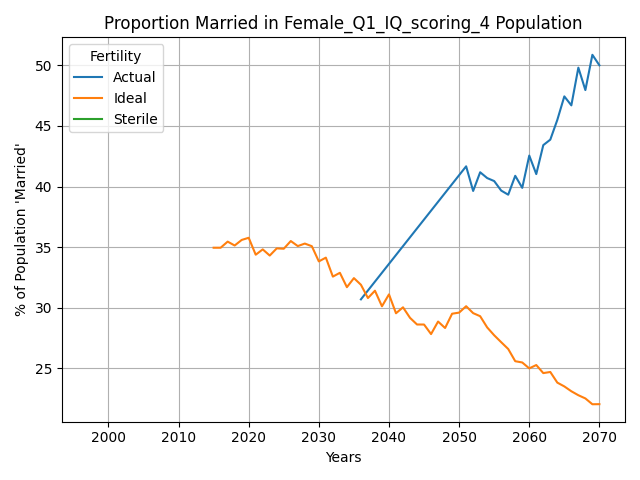 Proportion Married in Female_Q1_IQ_scoring_4 Population
Fertility
Actual
Ideal
Sterile
% of Population 'Married'
50
45
40
35
30
25
2000
2010
2020
2030
2040
2050
2060
2070
Years